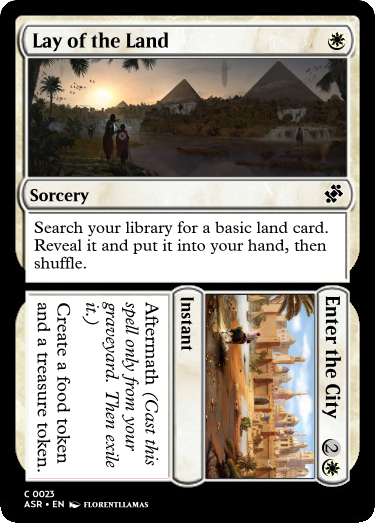 Lay of the Land
Sorcery
Search your library for a basic land card.
Reveal it and put it into your hand, then
shuffle.
Enter the City 2
Instant
Aftermath (Cast this
spell only from your
graveyard. Then exile
it.)
Create a food token
and a treasure token.
C 0023
ASR • EN FLORENTLLAMAS